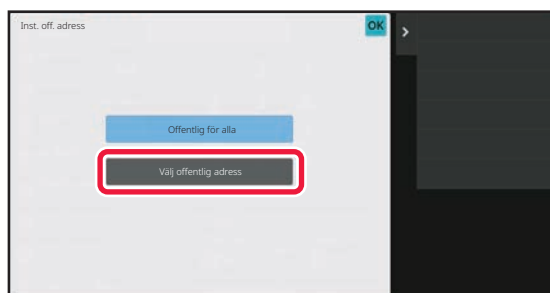 Inst. off. adress
OK
Offentlig för alla
Välj offentlig adress